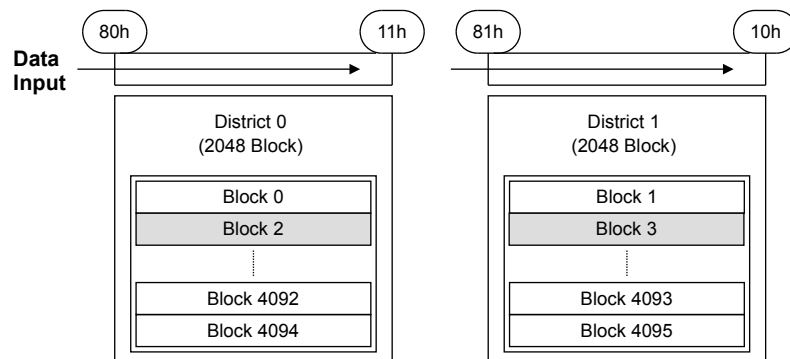 80h
11h
81h
10h
Data
Input
District 0
(2048 Block)
District 1
(2048 Block)
Block 0
Block 2
Block 4092
Block 4094
Block 1
Block 3
Block 4093
Block 4095